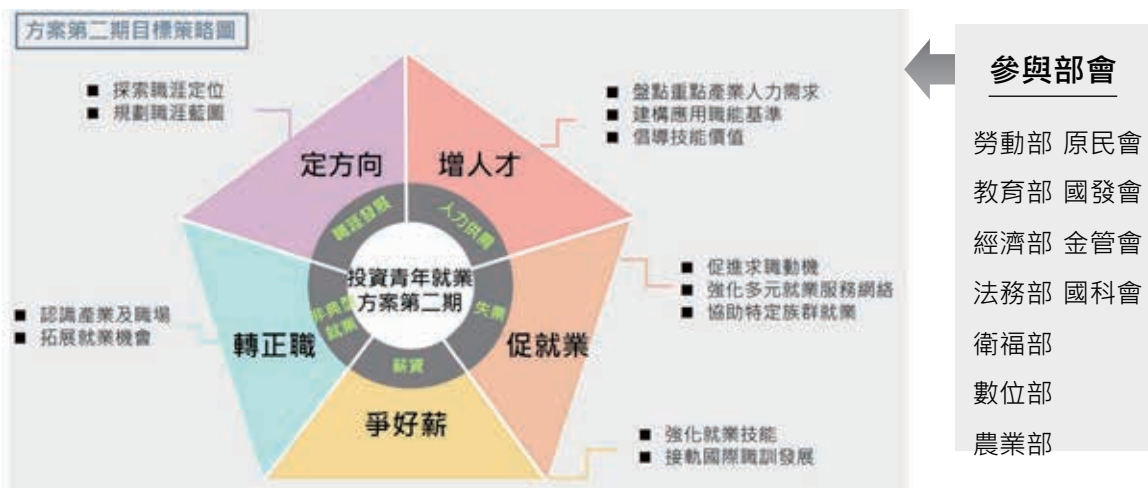 方案第二期目標策略圖
探索職涯定位
規劃職涯藍圖
盤點重點產業人力需求
建構應用職能基準
倡導技能價值
定方向
增人才
職涯發展
人力供需
投資青年就業
方案第二期
非典型
就業
失業
薪資
促進求職動機
強化多元就業服務網絡
協助特定族群就業
認識產業及職場
拓展就業機會
轉正職
促就業
爭好薪
強化就業技能
接軌國際職訓發展
參與部會
勞動部 原民會
教育部 國發會
經濟部 金管會
法務部 國科會
衛福部
數位部
農業部